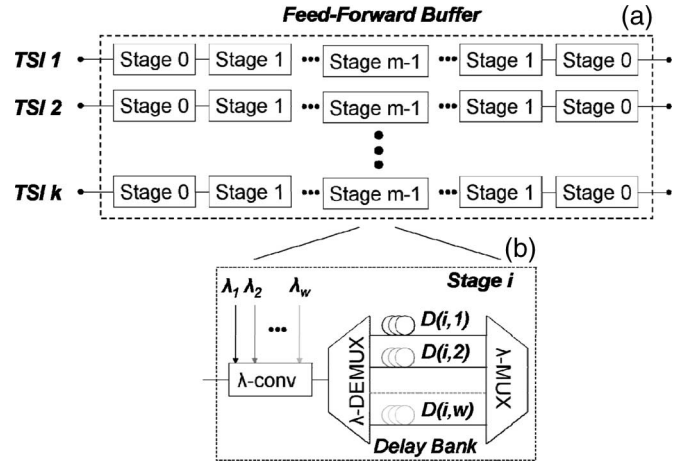 Feed-Forward Buffer (a)
TSI 1 Stage 0 Stage 1 ••• Stage m-1 ••• Stage 1 Stage 0
TSI 2 Stage 0 Stage 1 ••• Stage m-1 ••• Stage 1 Stage 0
TSI k Stage 0 Stage 1 ••• Stage m-1 ••• Stage 1 Stage 0
(b)
Stage i
λ1 λ2 ••• λw
λ-conv
λ-DEMUX
D(i,1)
D(i,2)
D(i,w)
λ-MUX
Delay Bank